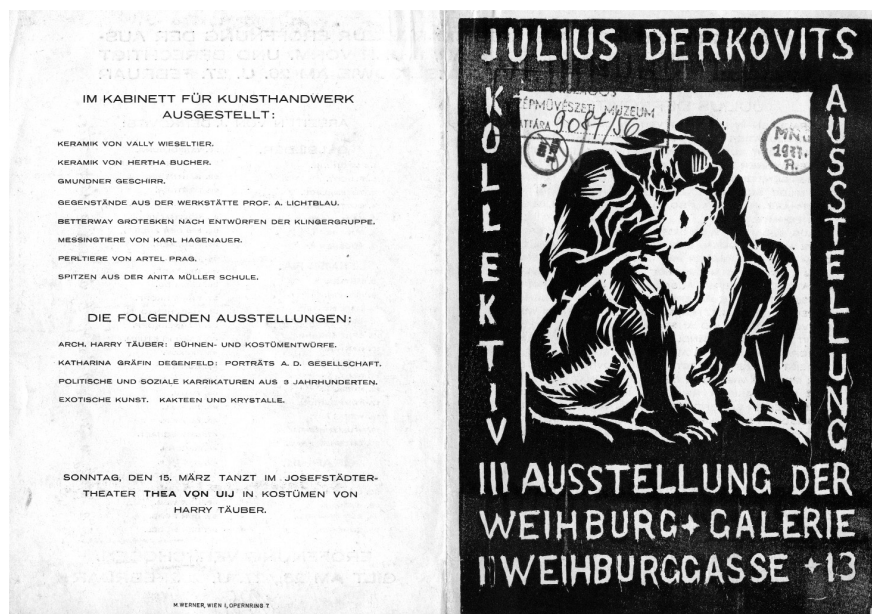 IM KABINETT FÜR KUNSTHANDWERK
AUSGESTELLT:
KERAMIK VON VALLY WIESELTIER.
KERAMIK VON HERTHA BUCHER.
GMUNDNER GESCHIRR.
GEGENSTÄNDE AUS DER WERKSTÄTTE PROF. A. LICHTBLAU.
BETTERWAY GROTESKEN NACH ENTWÜRFEN DER KLINGERGRUPPE.
MESSINGTIERE VON KARL HAGENAUER.
PERLTIERE VON ARTEL PRAG.
SPITZEN AUS DER ANITA MÜLLER SCHULE.
DIE FOLGENDEN AUSSTELLUNGEN:
ARCH. HARRY TÄUBER: BÜHNEN- UND KOSTÜMENTWÜRFE.
KATHARINA GRÄFIN DEGENFELD: PORTRÄTS A. D. GESELLSCHAFT.
POLITISCHE UND SOZIALE KARRIKATUREN AUS 3 JAHRHUNDERTEN.
EXOTISCHE KUNST. KAKTEEN UND KRYSTALLE.
SONNTAG, DEN 15. MÄRZ TANZT IM JOSEFSTÄDTER-
THEATER THEA VON UIJ IN KOSTÜMEN VON
HARRY TÄUBER.
M. WERNER, WIEN I, OPERNRING 7
JULIUS DERKOVITS
KOLLEKTIV
AUSSTELLUNG
MUZEUM
9087/56
MNG
III AUSSTELLUNG DER
WEIHBURG + GALERIE
I WEIHBURGGASSE + 13